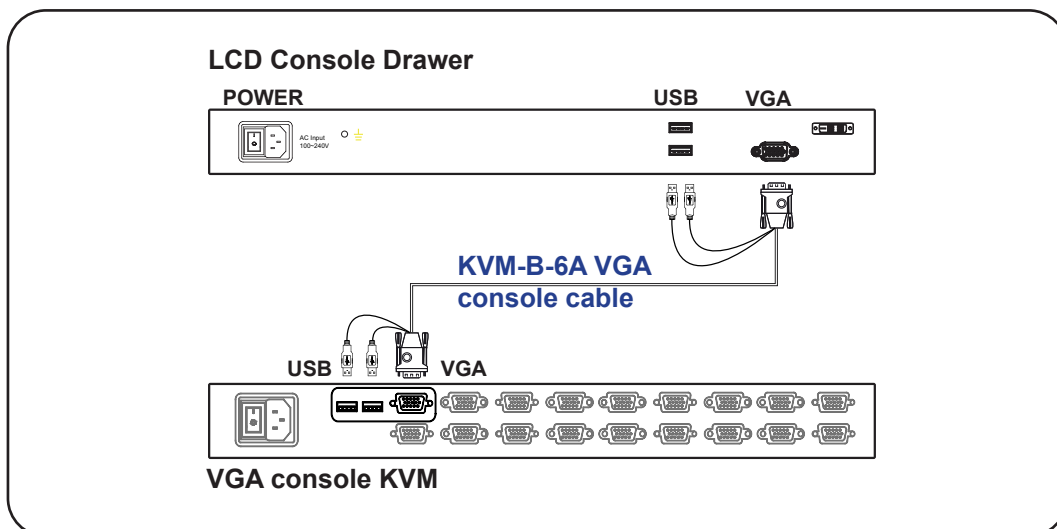 LCD Console Drawer
POWER
USB
VGA
AC Input
100~240V
KVM-B-6A VGA
console cable
USB
VGA
VGA console KVM